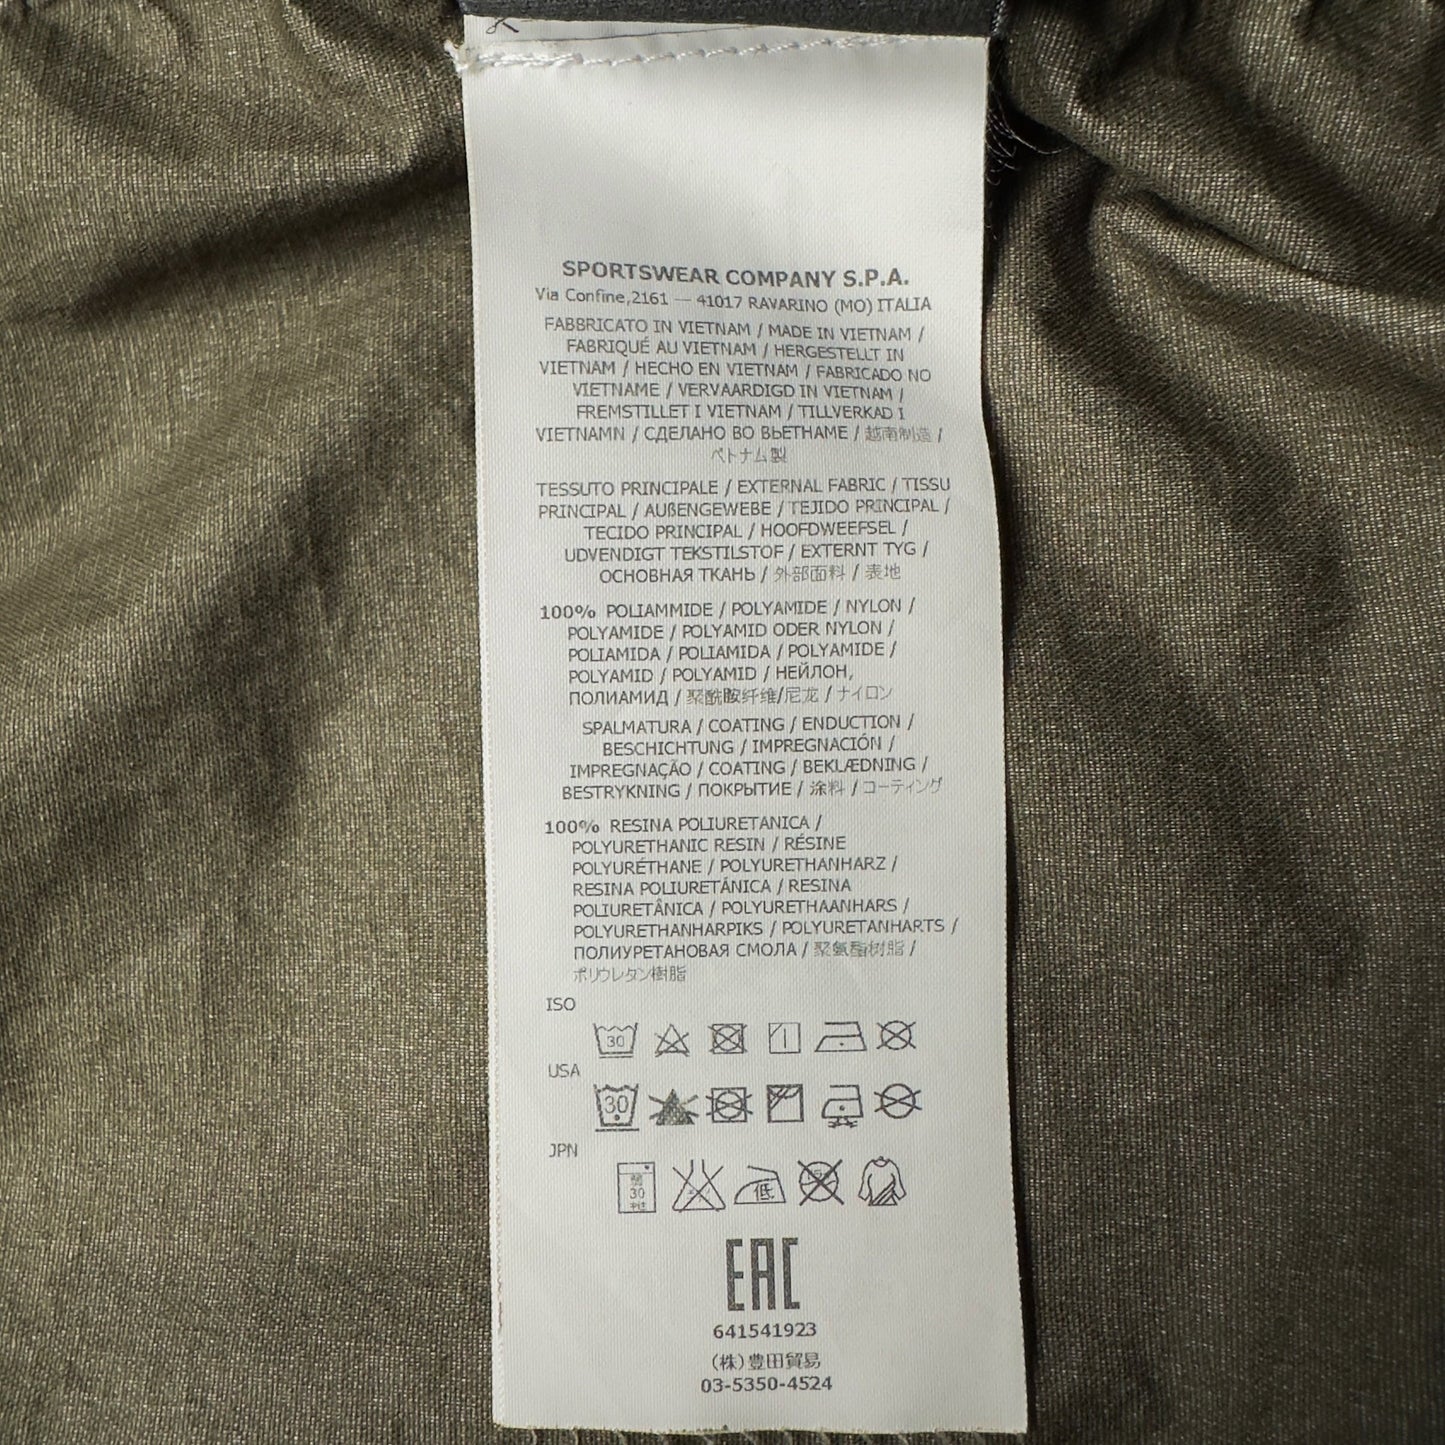 SPORTSWEAR COMPANY S.P.A.
Via Confine,2161 — 41017 RAVARINO (MO) ITALIA
FABBRICATO IN VIETNAM / MADE IN VIETNAM /
FABRIQUÉ AU VIETNAM / HERGESTELLT IN
VIETNAM / HECHO EN VIETNAM / FABRICADO NO
VIETNAME / VERVAARDIGD IN VIETNAM /
FREMSTILLET I VIETNAM / TILLVERKAD I
VIETNAMN / СДЕЛАНО ВО ВЬЕТНАМЕ / 越南制造 /
ベトナム製
TESSUTO PRINCIPALE / EXTERNAL FABRIC / TISSU
PRINCIPAL / AUßENGEWEBE / TEJIDO PRINCIPAL /
TECIDO PRINCIPAL / HOOFDWEEFSEL /
UDVENDIGT TEKSTILSTOF / EXTERNT TYG /
ОСНОВНАЯ ТКАНЬ / 外部面料 / 表地
100% POLIAMMIDE / POLYAMIDE / NYLON /
POLYAMIDE / POLYAMID ODER NYLON /
POLIAMIDA / POLIAMIDA / POLYAMIDE /
POLYAMID / POLYAMID / НЕЙЛОН,
ПОЛИАМИД / 聚酰胺纤维/尼龙 / ナイロン
SPALMATURA / COATING / ENDUCTION /
BESCHICHTUNG / IMPREGNACIÓN /
IMPREGNAÇÃO / COATING / BEKLÆDNING /
BESTRYKNING / ПОКРЫТИЕ / 涂料 / コーティング
100% RESINA POLIURETANICA /
POLYURETHANIC RESIN / RÉSINE
POLYURÉTHANE / POLYURETHANHARZ /
RESINA POLIURETÂNICA / RESINA
POLIURETÂNICA / POLYURETHAANHARS /
POLYURETHANHARPIKS / POLYURETANHARTS /
ПОЛИУРЕТАНОВАЯ СМОЛА / 聚氨酯树脂 /
ポリウレタン樹脂
ISO
30
USA
30
JPN
30 低
EAC
641541923
(株)豊田貿易
03-5350-4524